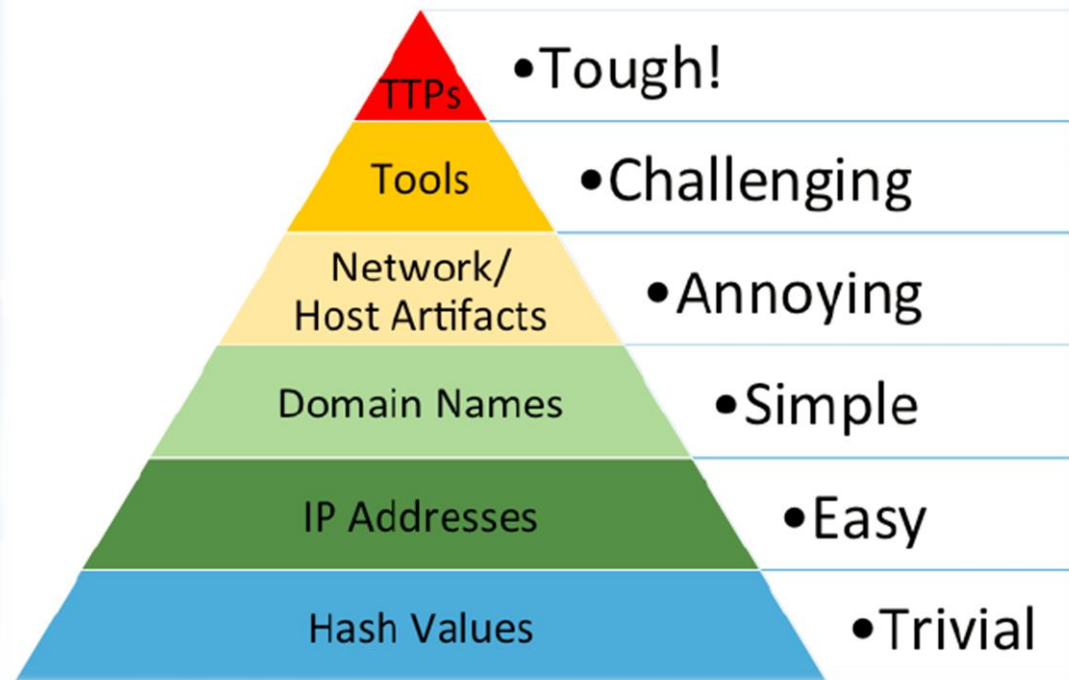 TTPs
•Tough!
Tools
•Challenging
Network/
Host Artifacts
•Annoying
Domain Names
•Simple
IP Addresses
•Easy
Hash Values
•Trivial